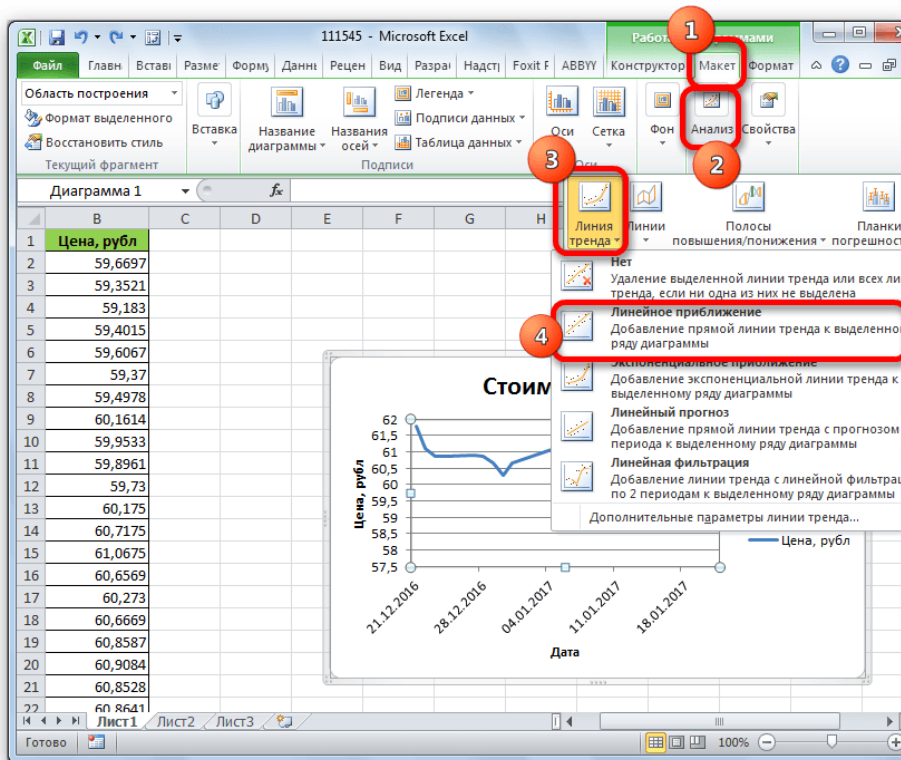 111545 - Microsoft Excel
1
Файл Главн Встав Разме Форму Даннь Рецен Вид Разра Надст Foxit F ABBYY Конструктор Макет Формат
Область построения
Формат выделенного
Восстановить стиль
Текущий фрагмент
Вставка
Название диаграммы
Названия осей
Легенда
Подписи данных
Таблица данных
Подписи
Оси
Сетка
Оси
Фон
Анализ
Свойства
2
3
Диаграмма 1
fx
Линия тренда
Линии
Полосы повышения/понижения
Планки погрешност
B C D E F G H
1 Цена, рубл
2 59,6697
3 59,3521
4 59,183
5 59,4015
6 59,6067
7 59,37
8 59,4978
9 60,1614
10 59,9533
11 59,8961
12 59,73
13 60,175
14 60,7175
15 61,0675
16 60,6569
17 60,273
18 60,6669
19 60,8587
20 60,9084
21 60,8528
22 60,8641
Нет
Удаление выделенной линии тренда или всех ли
тренда, если ни одна из них не выделена
4
Линейное приближение
Добавление прямой линии тренда к выделенно
ряду диаграммы
Экспоненциальное приближение
Добавление экспоненциальной линии тренда к
выделенному ряду диаграммы
Линейный прогноз
Добавление прямой линии тренда с прогнозом
периода к выделенному ряду диаграммы
Линейная фильтрация
Добавление линии тренда с линейной фильтрац
по 2 периодам к выделенному ряду диаграммы
Дополнительные параметры линии тренда...
Стоим
Цена, рубл
62
61,5
61
60,5
60
59,5
59
58,5
58
57,5
21.12.2016
28.12.2016
04.01.2017
11.01.2017
18.01.2017
Дата
Цена, рубл
Лист1 Лист2 Лист3
Готово
100%